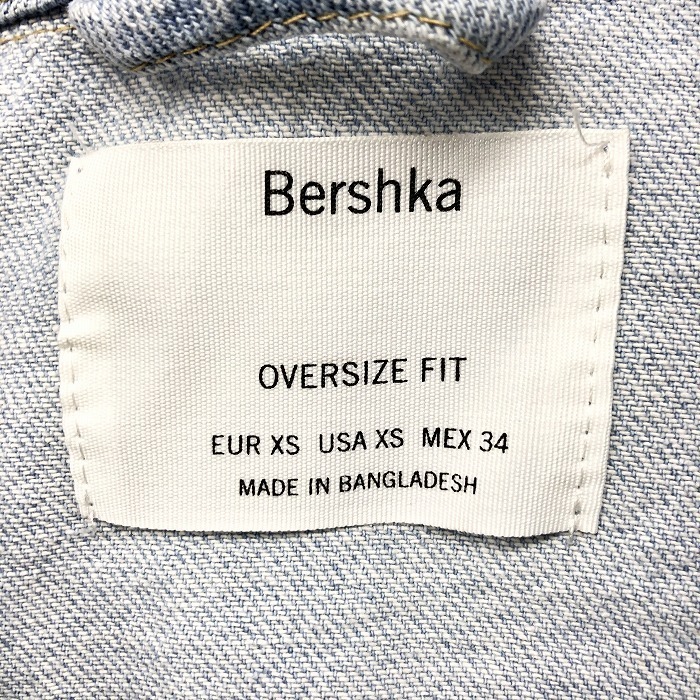 Bershka
OVERSIZE FIT
EUR XS USA XS MEX 34
MADE IN BANGLADESH